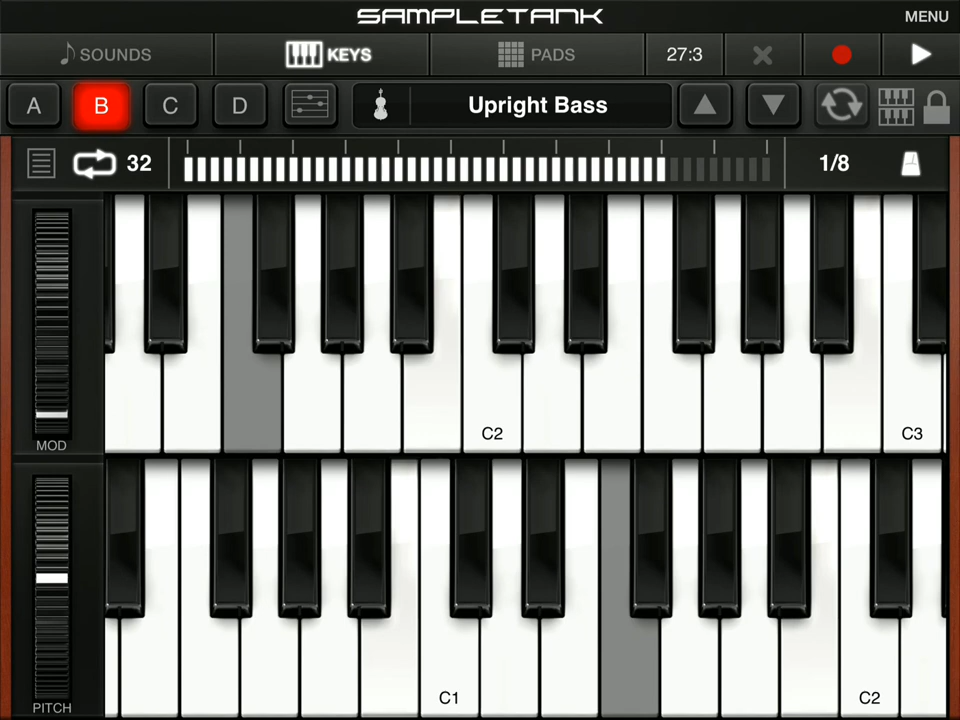 SAMPLETANK
MENU
SOUNDS
KEYS
PADS
27:3
A
B
C
D
Upright Bass
32
1/8
MOD
C2
C3
PITCH
C1
C2